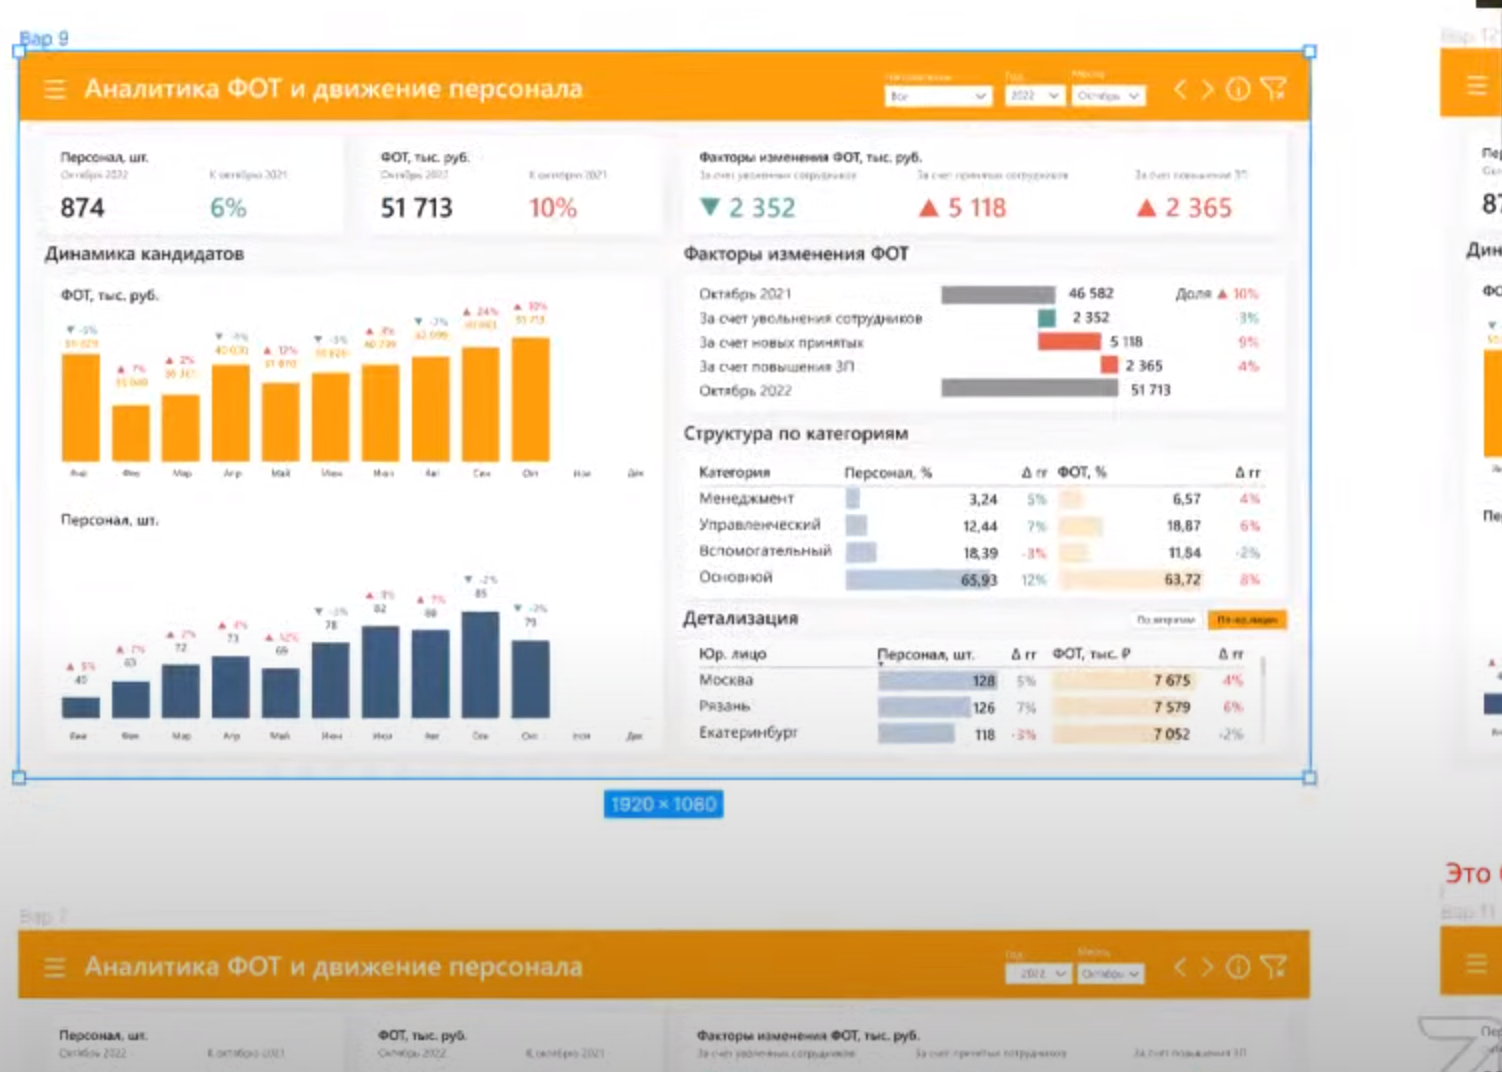 Вар 9
Аналитика ФОТ и движение персонала
Все
2022
Октябрь
Персонал, шт.
Октябрь 2022
К октябрю 2021
874
6%
ФОТ, тыс. руб.
Октябрь 2022
К октябрю 2021
51 713
10%
Факторы изменения ФОТ, тыс. руб.
За счет уволенных сотрудников
За счет принятых сотрудников
За счет повышения ЗП
▼ 2 352
▲ 5 118
▲ 2 365
Динамика кандидатов
ФОТ, тыс. руб.
▲ 7%
▲ 2%
▲ 12%
▲ 24%
▲ 10%
Янв Фев Мар Апр Май Июн Июл Авг Сен Окт Ноя Дек
Персонал, шт.
▲ 5%
▲ 7%
63
72
73
▲ 12%
69
78
82
▼ -2%
85
79
Янв Фев Мар Апр Май Июн Июл Авг Сен Окт Ноя Дек
Факторы изменения ФОТ
Октябрь 2021 46 582 Доля ▲ 10%
За счет увольнения сотрудников 2 352 -3%
За счет новых принятых 5 118 9%
За счет повышения ЗП 2 365 4%
Октябрь 2022 51 713
Структура по категориям
Категория Персонал, % Δ гг ФОТ, % Δ гг
Менеджмент 3,24 5% 6,57 4%
Управленческий 12,44 7% 18,87 6%
Вспомогательный 18,39 -3% 11,84 -2%
Основной 65,93 12% 63,72 8%
Детализация
По юр.лицам
Юр. лицо Персонал, шт. Δ гг ФОТ, тыс. ₽ Δ гг
Москва 128 5% 7 675 4%
Рязань 126 7% 7 579 6%
Екатеринбург 118 -3% 7 052 -2%
1920 × 1080
Вар 7
Аналитика ФОТ и движение персонала
2022
Месяц
Октябрь
Персонал, шт.
Октябрь 2022
К октябрю 2021
ФОТ, тыс. руб.
Октябрь 2022
К октябрю 2021
Факторы изменения ФОТ, тыс. руб.
За счет уволенных сотрудников
За счет принятых сотрудников
За счет повышения ЗП
Вар 12
Это
Вар 11